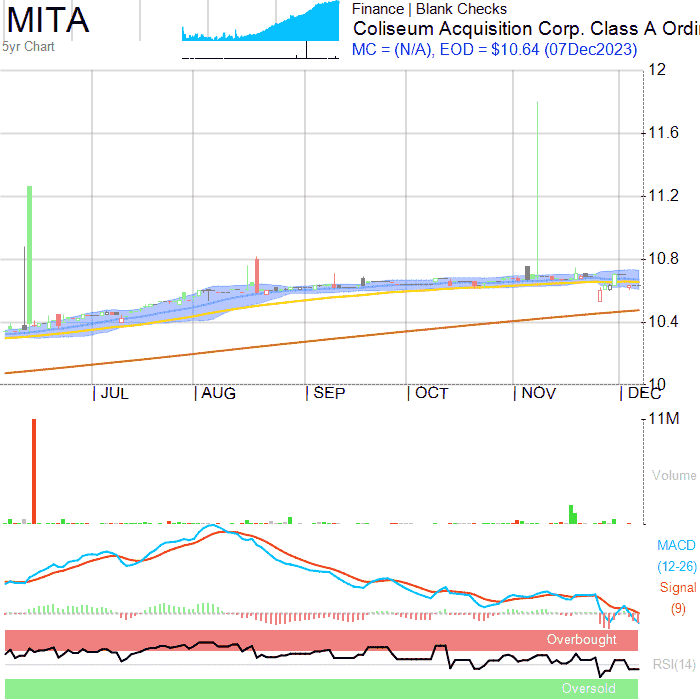 MITA
5yr Chart
Finance | Blank Checks
Coliseum Acquisition Corp. Class A Ordi
MC = (N/A), EOD = $10.64 (07Dec2023)
12
11.6
11.2
10.8
10.4
10
JUL AUG SEP OCT NOV DEC
11M
Volume
MACD
(12-26)
Signal
(9)
Overbought
RSI(14)
Oversold